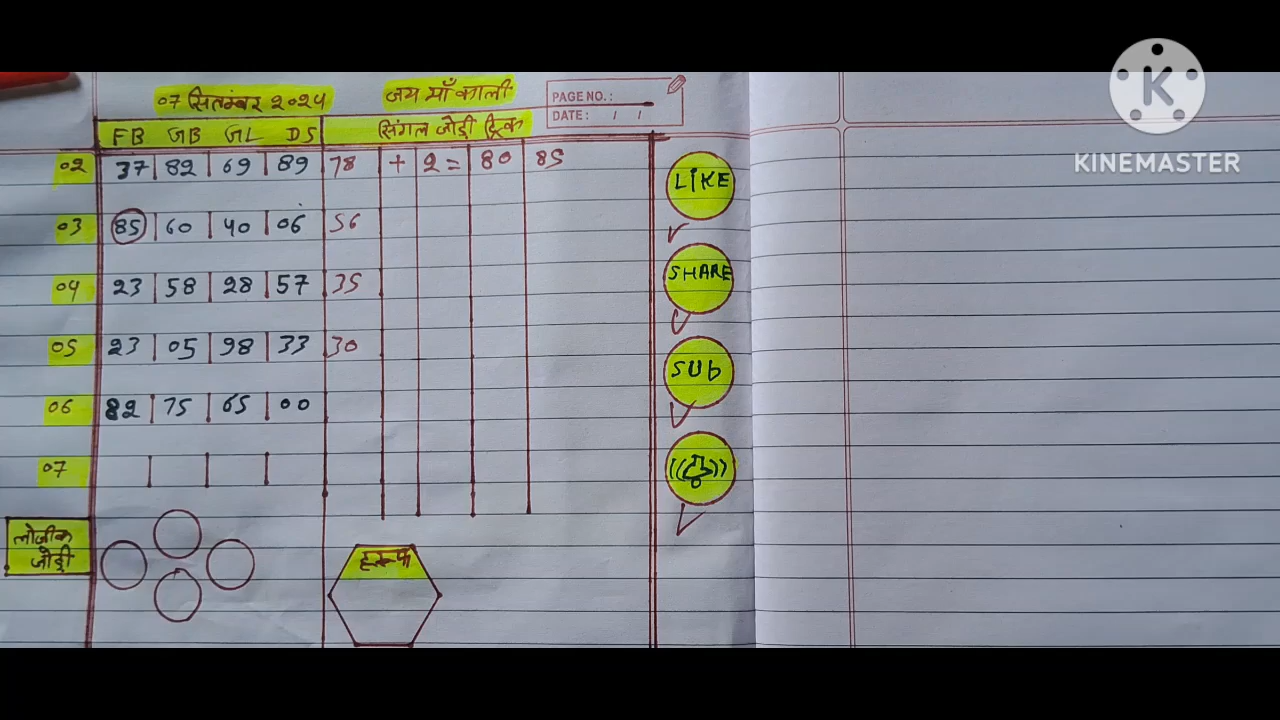 07 सितम्बर 2024 जय माँ काली
PAGE NO.:
DATE: / /
FB GB GL DS सिंगल जोड़ी ट्रिक
02 37 82 69 89 78 + 2 = 80 85
03 85 60 40 06 56
04 23 58 28 57 35
05 23 05 98 33 30
06 82 75 65 00
07
लोजीक
जोड़ी
हरूफ
LIKE
SHARE
SUb
K
KINEMASTER